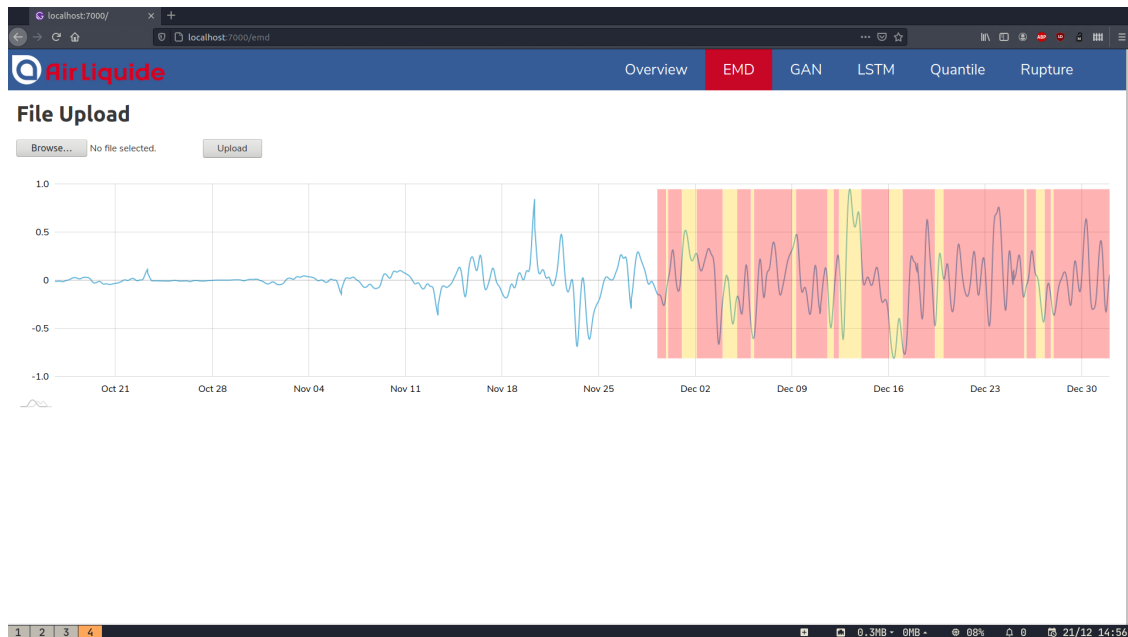 localhost:7000/ × +
localhost:7000/emd
Air Liquide Overview EMD GAN LSTM Quantile Rupture
File Upload
Browse... No file selected. Upload
1.0
0.5
0
-0.5
-1.0
Oct 21 Oct 28 Nov 04 Nov 11 Nov 18 Nov 25 Dec 02 Dec 09 Dec 16 Dec 23 Dec 30
1 2 3 4 0.3MB 0MB 08% 0 21/12 14:56